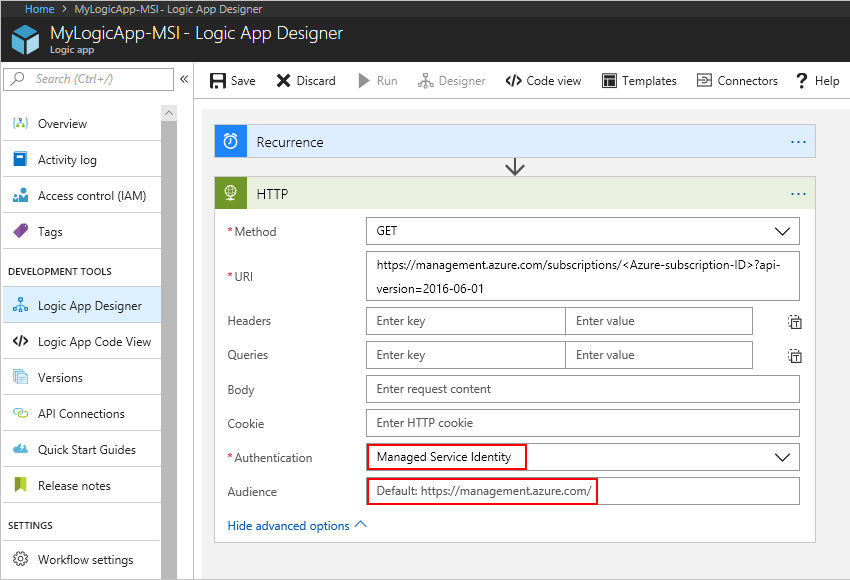 Home > MyLogicApp-MSI - Logic App Designer
MyLogicApp-MSI - Logic App Designer
Logic app
Search (Ctrl+/)
«
Save Discard Run Designer </> Code view Templates Connectors ? Help
Overview
Activity log
Access control (IAM)
Tags
DEVELOPMENT TOOLS
Logic App Designer
</> Logic App Code View
Versions
API Connections
Quick Start Guides
Release notes
SETTINGS
Workflow settings
Recurrence ...
HTTP ...
* Method GET
* URI https://management.azure.com/subscriptions/<Azure-subscription-ID>?api-
version=2016-06-01
Headers Enter key Enter value
Queries Enter key Enter value
Body Enter request content
Cookie Enter HTTP cookie
* Authentication Managed Service Identity
Audience Default: https://management.azure.com/
Hide advanced options